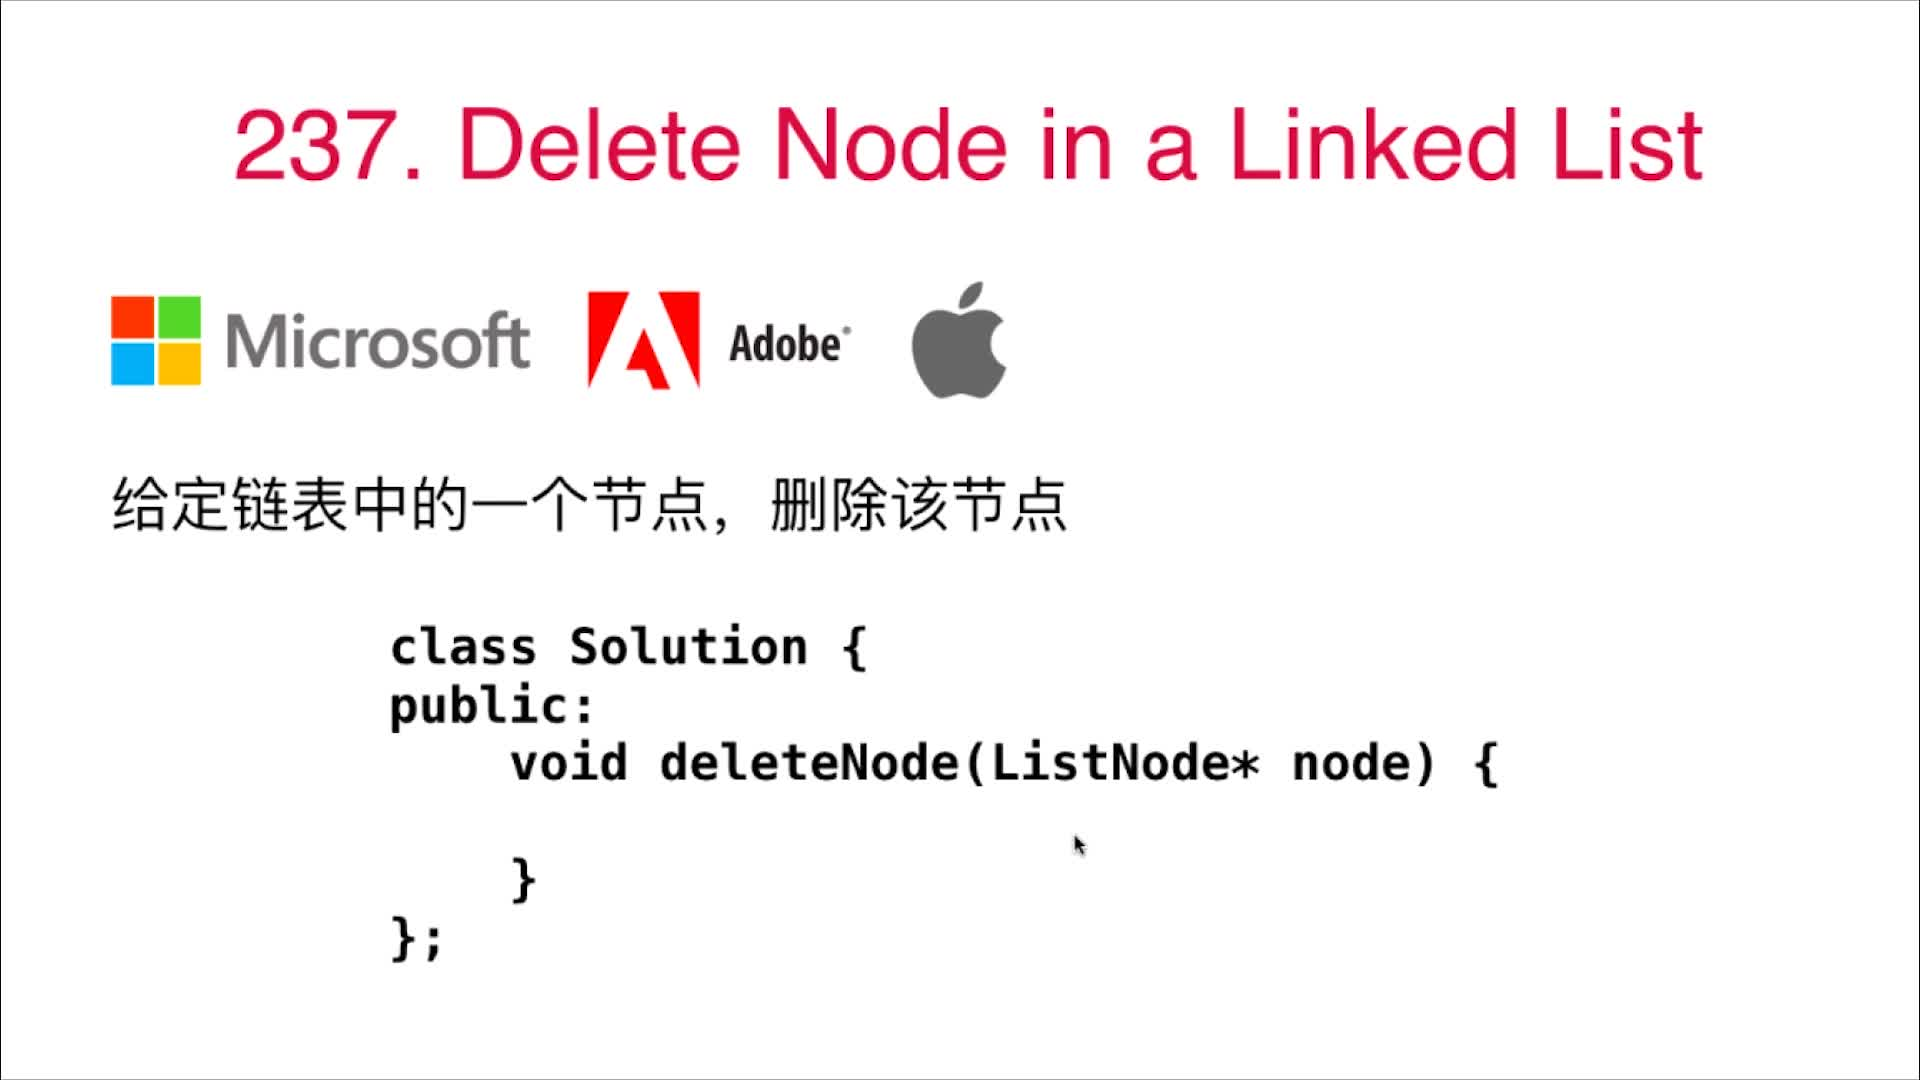 237. Delete Node in a Linked List
Microsoft Adobe®
给定链表中的一个节点，删除该节点
class Solution {
public:
    void deleteNode(ListNode* node) {
    }
};